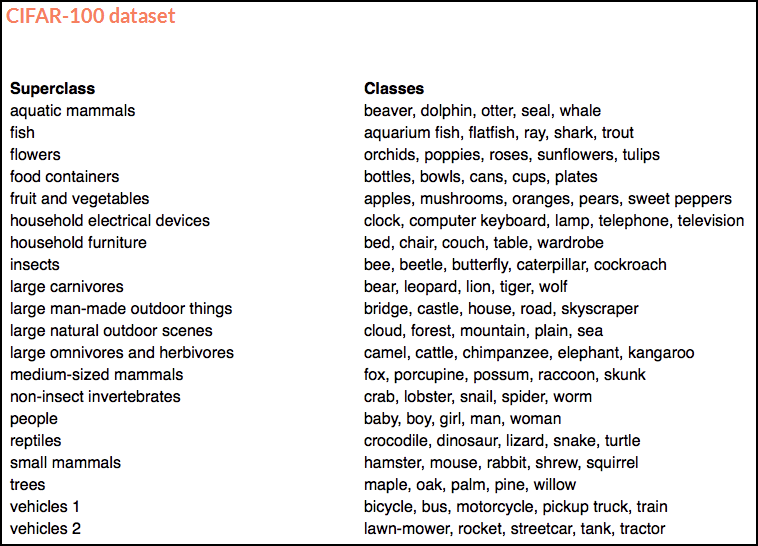 CIFAR-100 dataset
Superclass Classes
aquatic mammals beaver, dolphin, otter, seal, whale
fish aquarium fish, flatfish, ray, shark, trout
flowers orchids, poppies, roses, sunflowers, tulips
food containers bottles, bowls, cans, cups, plates
fruit and vegetables apples, mushrooms, oranges, pears, sweet peppers
household electrical devices clock, computer keyboard, lamp, telephone, television
household furniture bed, chair, couch, table, wardrobe
insects bee, beetle, butterfly, caterpillar, cockroach
large carnivores bear, leopard, lion, tiger, wolf
large man-made outdoor things bridge, castle, house, road, skyscraper
large natural outdoor scenes cloud, forest, mountain, plain, sea
large omnivores and herbivores camel, cattle, chimpanzee, elephant, kangaroo
medium-sized mammals fox, porcupine, possum, raccoon, skunk
non-insect invertebrates crab, lobster, snail, spider, worm
people baby, boy, girl, man, woman
reptiles crocodile, dinosaur, lizard, snake, turtle
small mammals hamster, mouse, rabbit, shrew, squirrel
trees maple, oak, palm, pine, willow
vehicles 1 bicycle, bus, motorcycle, pickup truck, train
vehicles 2 lawn-mower, rocket, streetcar, tank, tractor